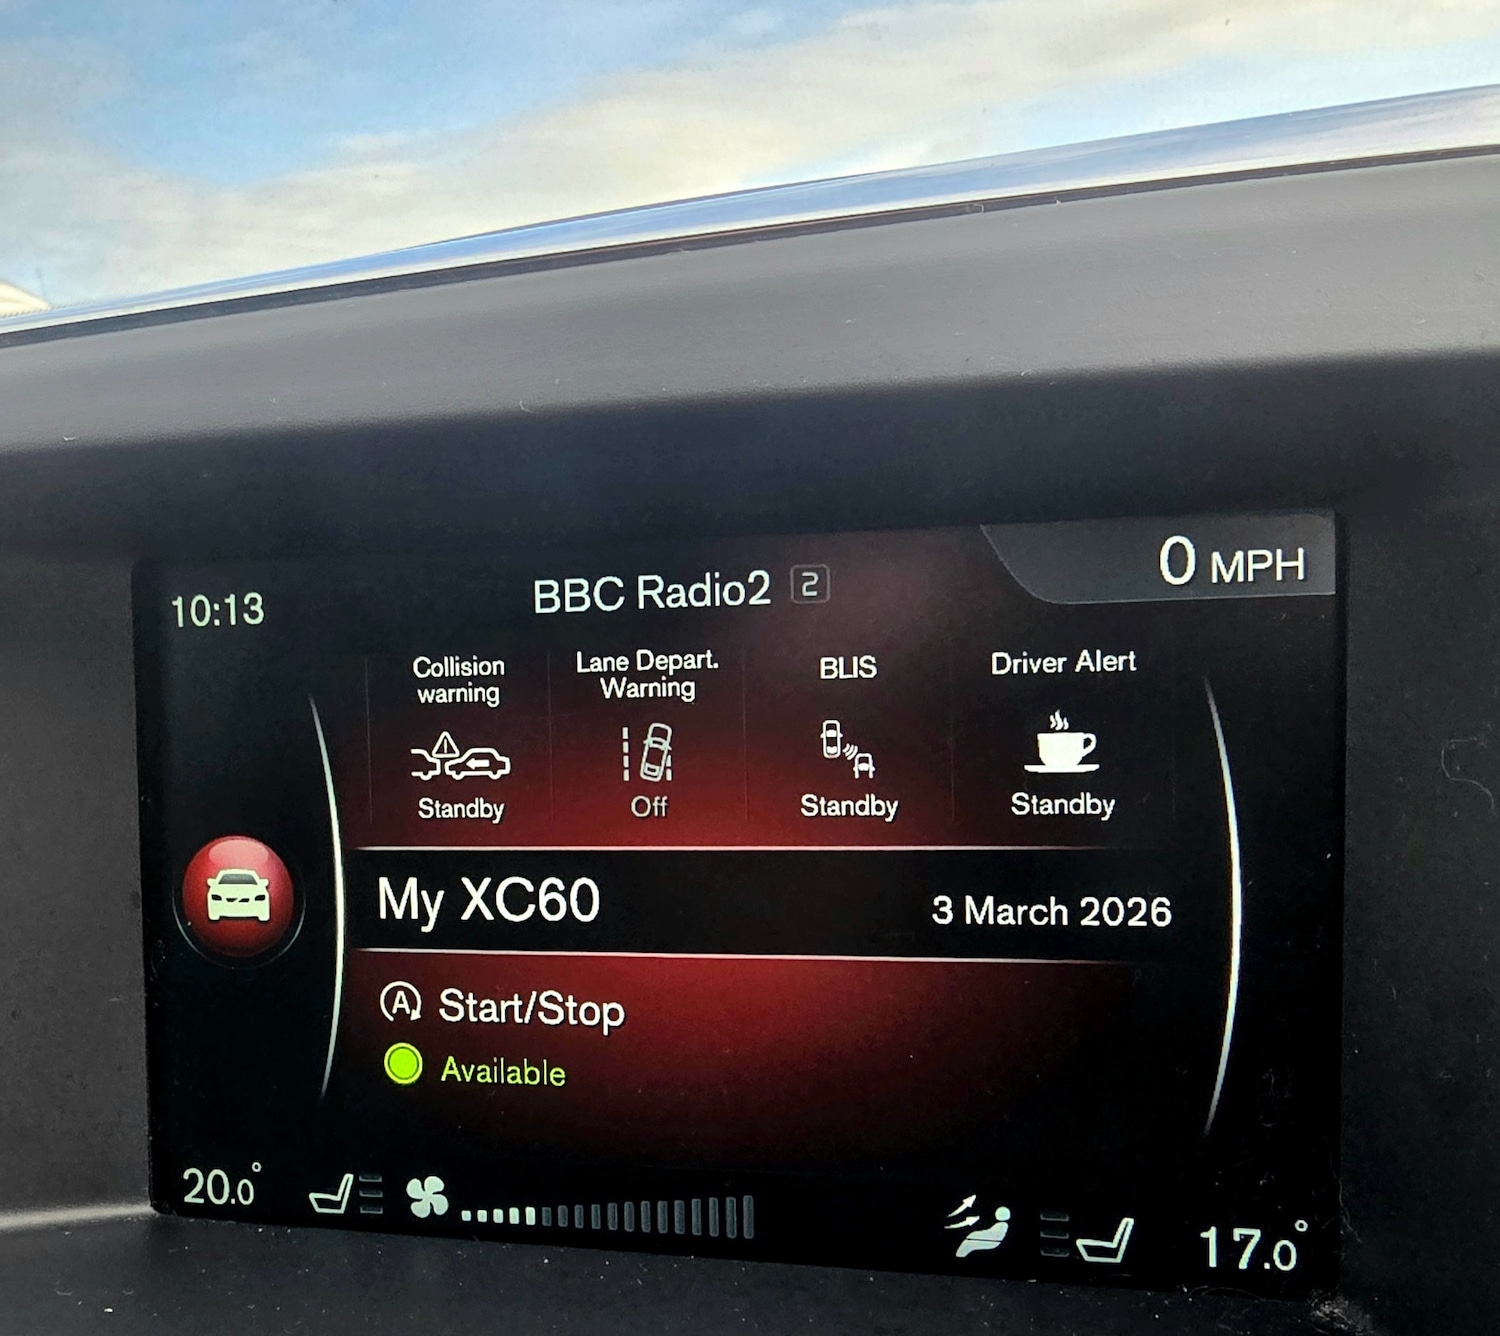 10:13
BBC Radio2 2
0 MPH
Collision
warning
Standby
Lane Depart.
Warning
Off
BLIS
Standby
Driver Alert
Standby
My XC60
3 March 2026
A Start/Stop
Available
20.0°
17.0°